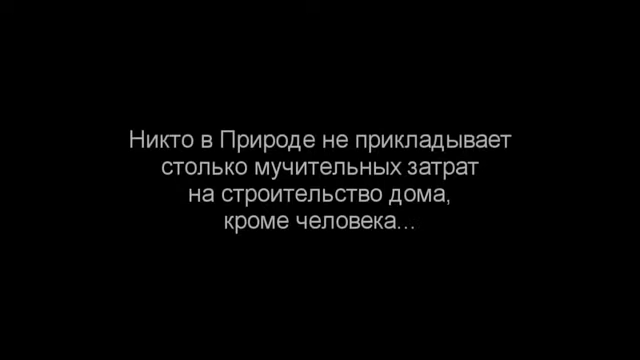 Никто в Природе не прикладывает
столько мучительных затрат
на строительство дома,
кроме человека...